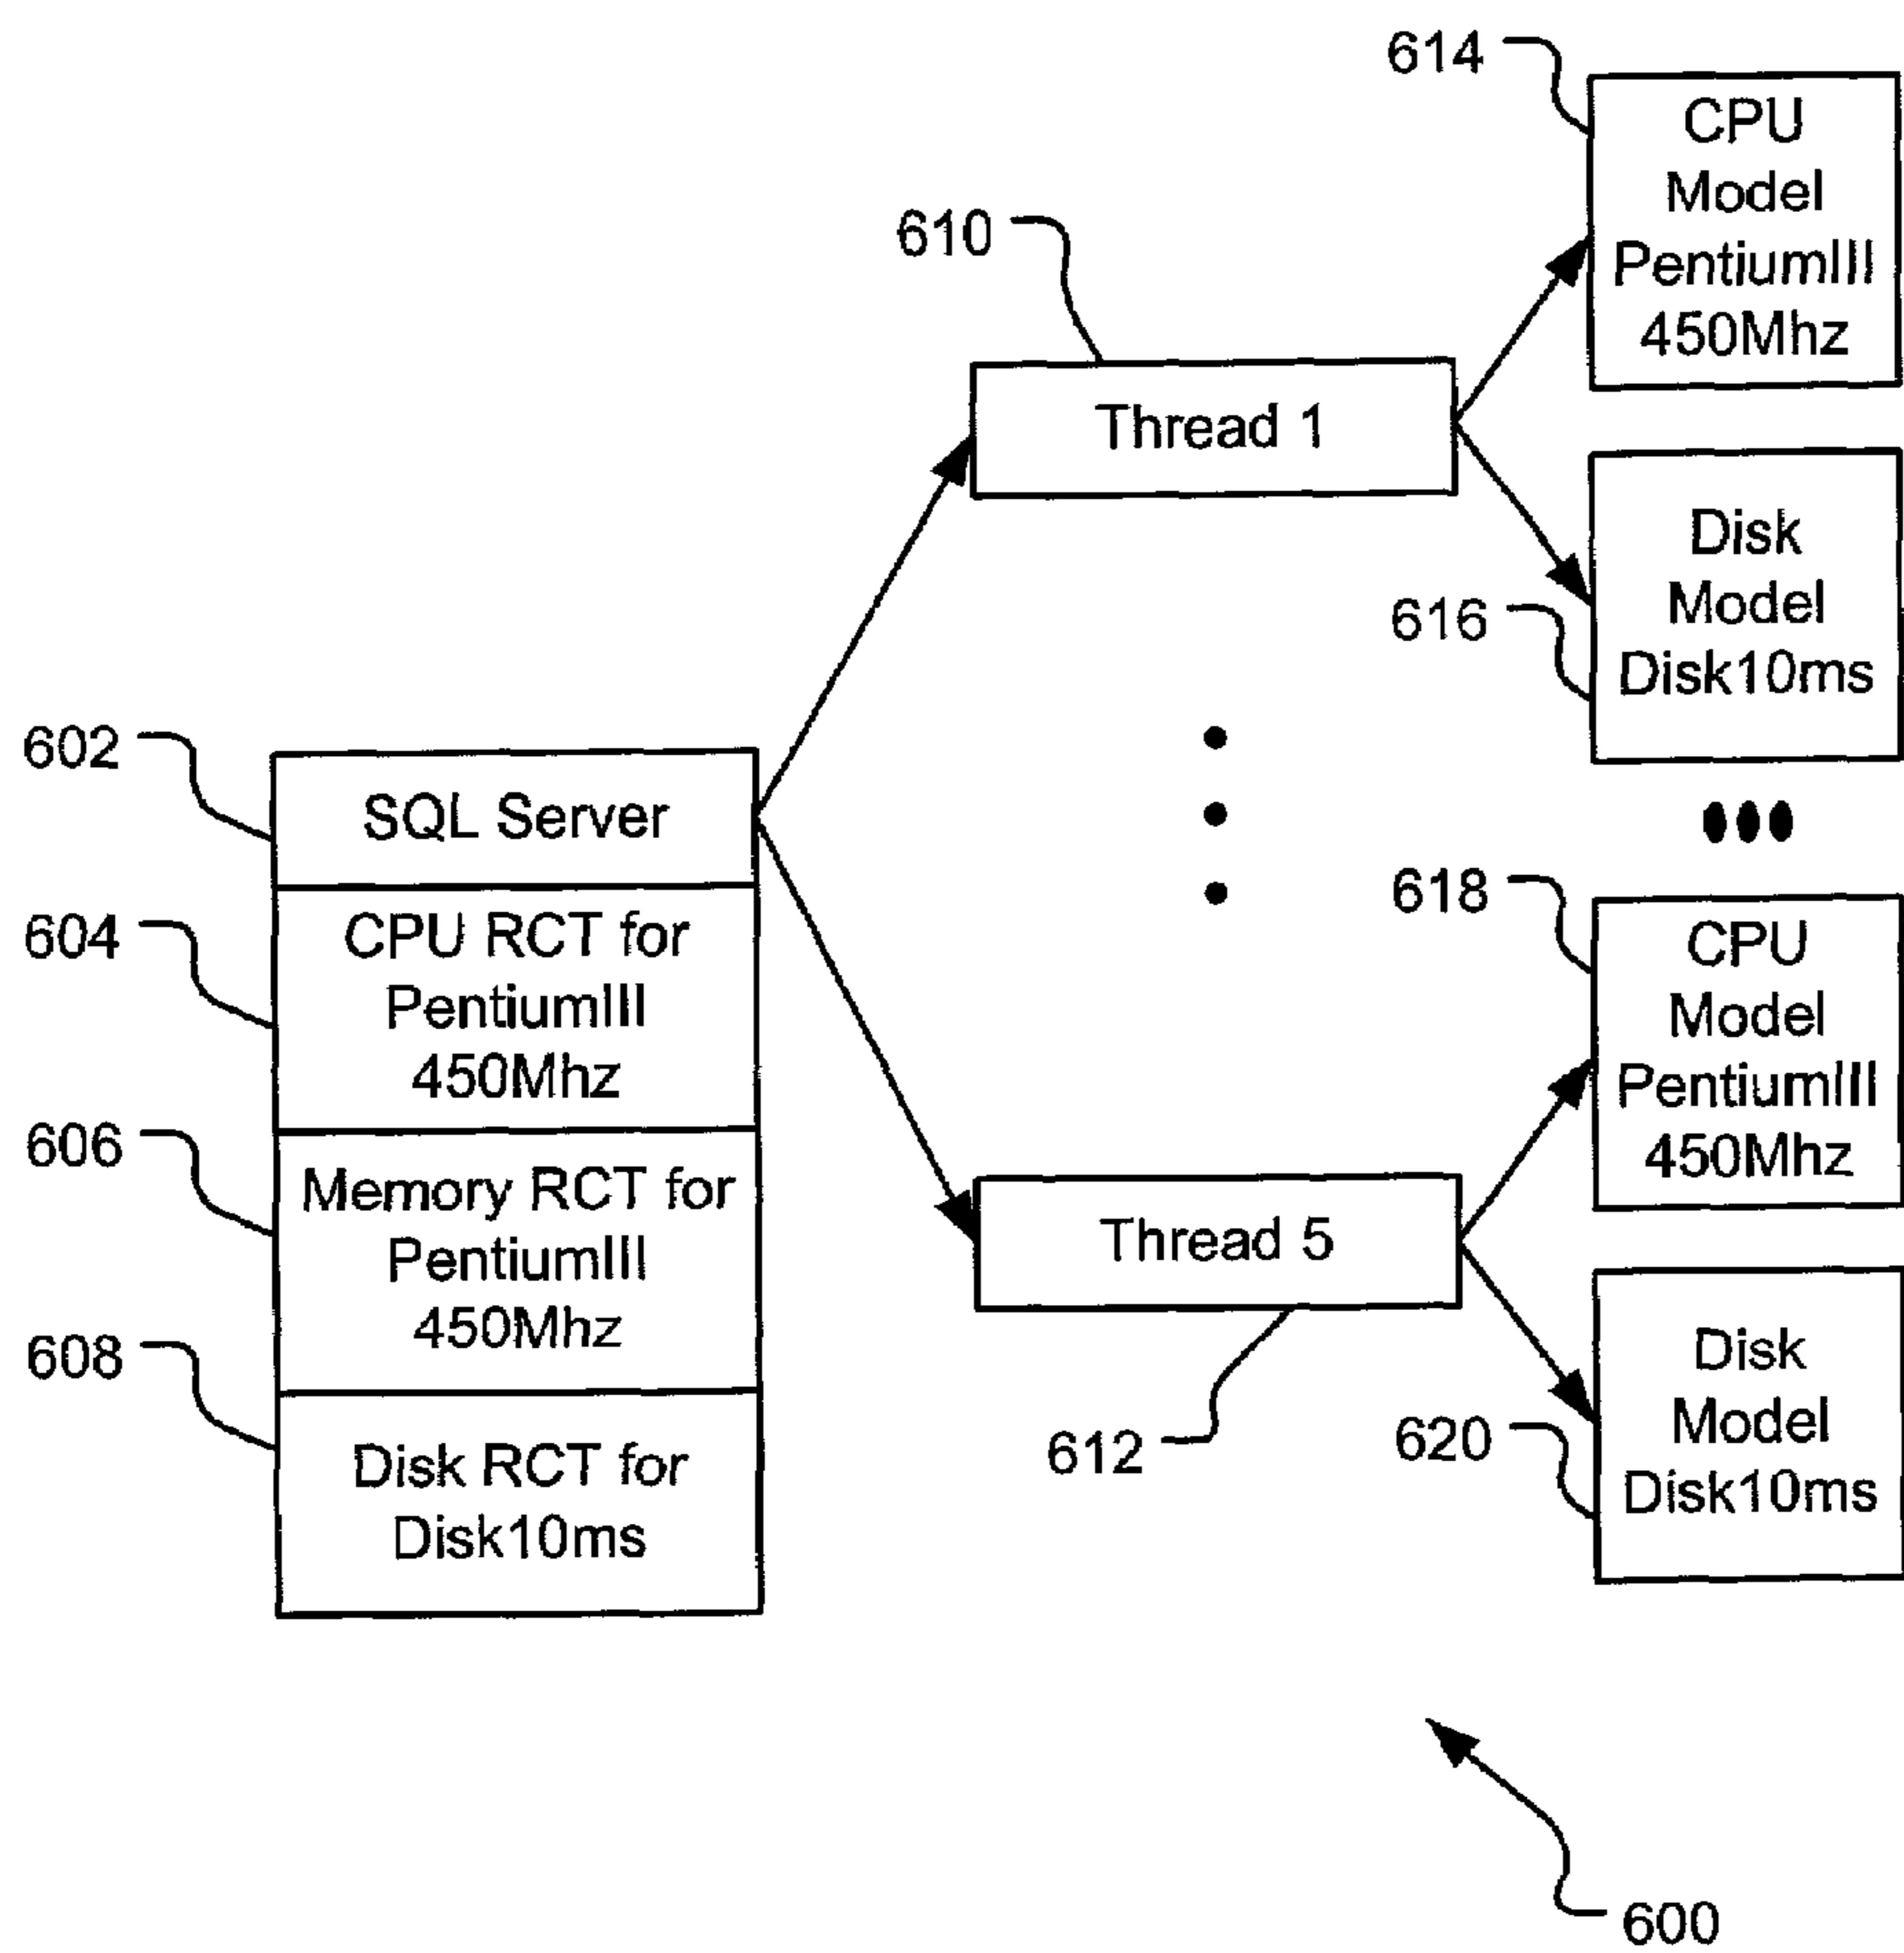 614
CPU
Model
PentiumIII
450Mhz
610
Thread 1
Disk
Model
Disk10ms
616
602
SQL Server
604
CPU RCT for
PentiumIII
450Mhz
606
Memory RCT for
PentiumIII
450Mhz
608
Disk RCT for
Disk10ms
618
CPU
Model
PentiumIII
450Mhz
Thread 5
612
Disk
Model
Disk10ms
620
600